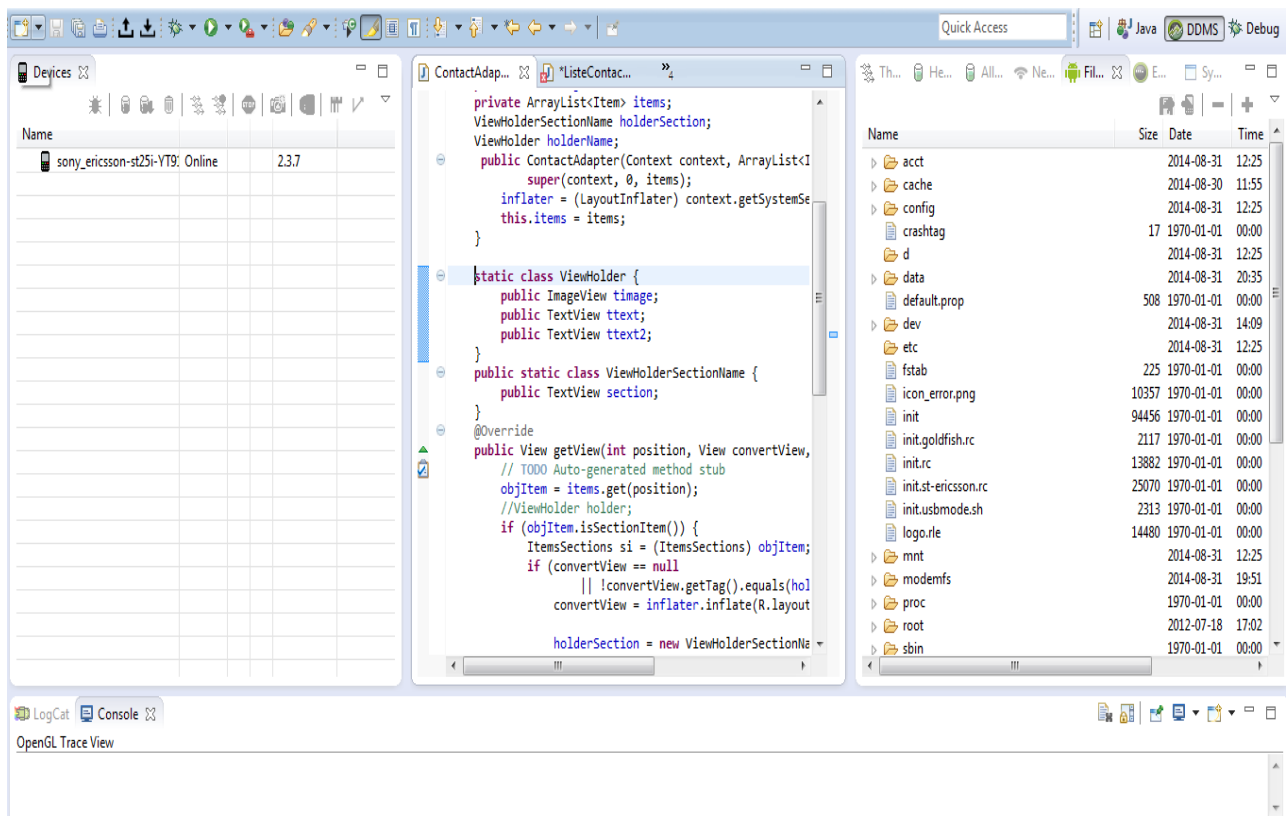 Quick Access
Java
DDMS
Debug
Devices
Name
sony_ericsson-st25i-YT9: Online 2.3.7
ContactAdap...
*ListeContac...
»4
private ArrayList<Item> items;
ViewHolderSectionName holderSection;
ViewHolder holderName;
public ContactAdapter(Context context, ArrayList<I
super(context, 0, items);
inflater = (LayoutInflater) context.getSystemSe
this.items = items;
}
static class ViewHolder {
public ImageView timage;
public TextView ttext;
public TextView ttext2;
}
public static class ViewHolderSectionName {
public TextView section;
}
@Override
public View getView(int position, View convertView,
// TODO Auto-generated method stub
objItem = items.get(position);
//ViewHolder holder;
if (objItem.isSectionItem()) {
ItemsSections si = (ItemsSections) objItem;
if (convertView == null
|| !convertView.getTag().equals(hol
convertView = inflater.inflate(R.layout
holderSection = new ViewHolderSectionNa
Th... He... All... Ne... Fil... E... Sy...
Name Size Date Time
acct 2014-08-31 12:25
cache 2014-08-30 11:55
config 2014-08-31 12:25
crashtag 17 1970-01-01 00:00
d 2014-08-31 12:25
data 2014-08-31 20:35
default.prop 508 1970-01-01 00:00
dev 2014-08-31 14:09
etc 2014-08-31 12:25
fstab 225 1970-01-01 00:00
icon_error.png 10357 1970-01-01 00:00
init 94456 1970-01-01 00:00
init.goldfish.rc 2117 1970-01-01 00:00
init.rc 13882 1970-01-01 00:00
init.st-ericsson.rc 25070 1970-01-01 00:00
init.usbmode.sh 2313 1970-01-01 00:00
logo.rle 14480 1970-01-01 00:00
mnt 2014-08-31 12:25
modemfs 2014-08-31 19:51
proc 1970-01-01 00:00
root 2012-07-18 17:02
sbin 1970-01-01 00:00
LogCat
Console
OpenGL Trace View